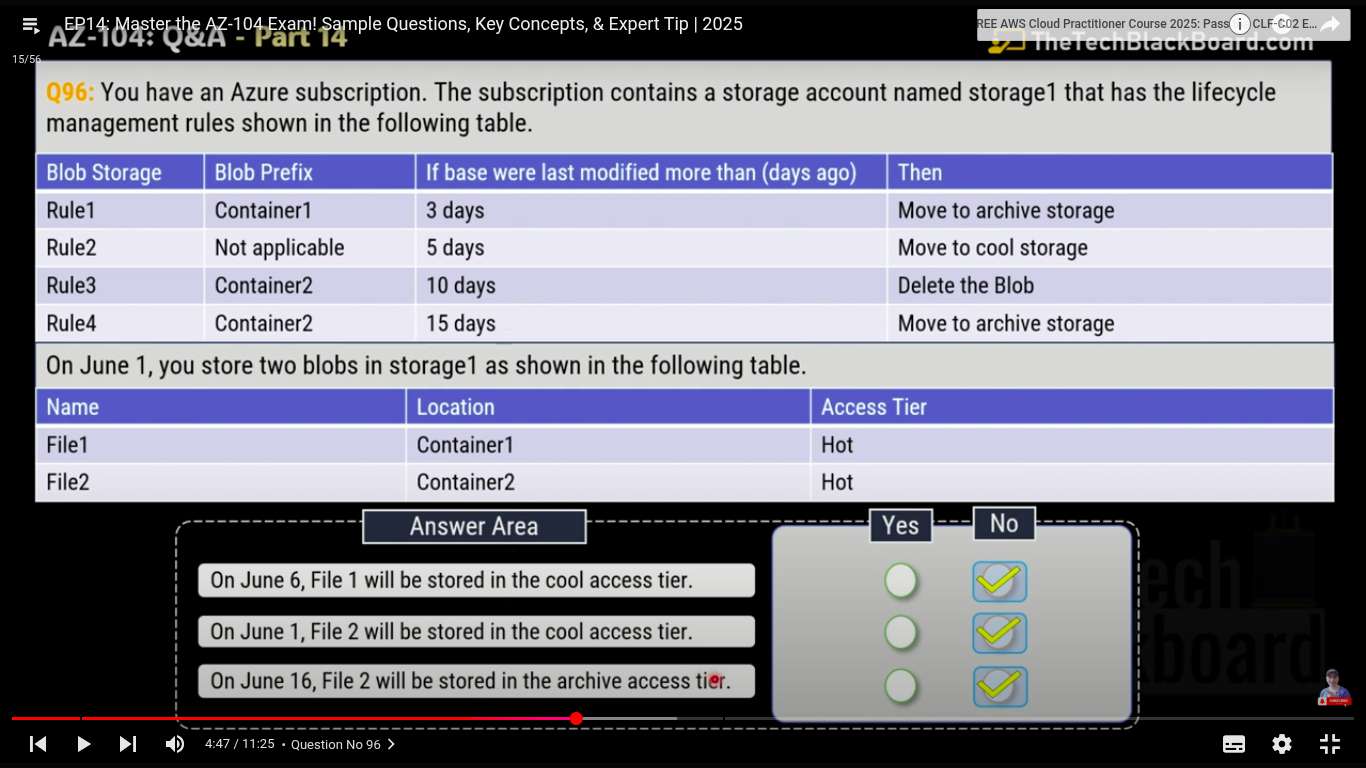 EP14: Master the AZ-104 Exam! Sample Questions, Key Concepts, & Expert Tip | 2025
REE AWS Cloud Practitioner Course 2025: Pass CLF-C02 E...
AZ-104: Q&A - Part 14
TheTechBlackBoard.com
15/56
Q96: You have an Azure subscription. The subscription contains a storage account named storage1 that has the lifecycle
management rules shown in the following table.
Blob Storage Blob Prefix If base were last modified more than (days ago) Then
Rule1 Container1 3 days Move to archive storage
Rule2 Not applicable 5 days Move to cool storage
Rule3 Container2 10 days Delete the Blob
Rule4 Container2 15 days Move to archive storage
On June 1, you store two blobs in storage1 as shown in the following table.
Name Location Access Tier
File1 Container1 Hot
File2 Container2 Hot
Answer Area Yes No
On June 6, File 1 will be stored in the cool access tier.
On June 1, File 2 will be stored in the cool access tier.
On June 16, File 2 will be stored in the archive access tier.
ech
kboard
4:47 / 11:25 • Question No 96